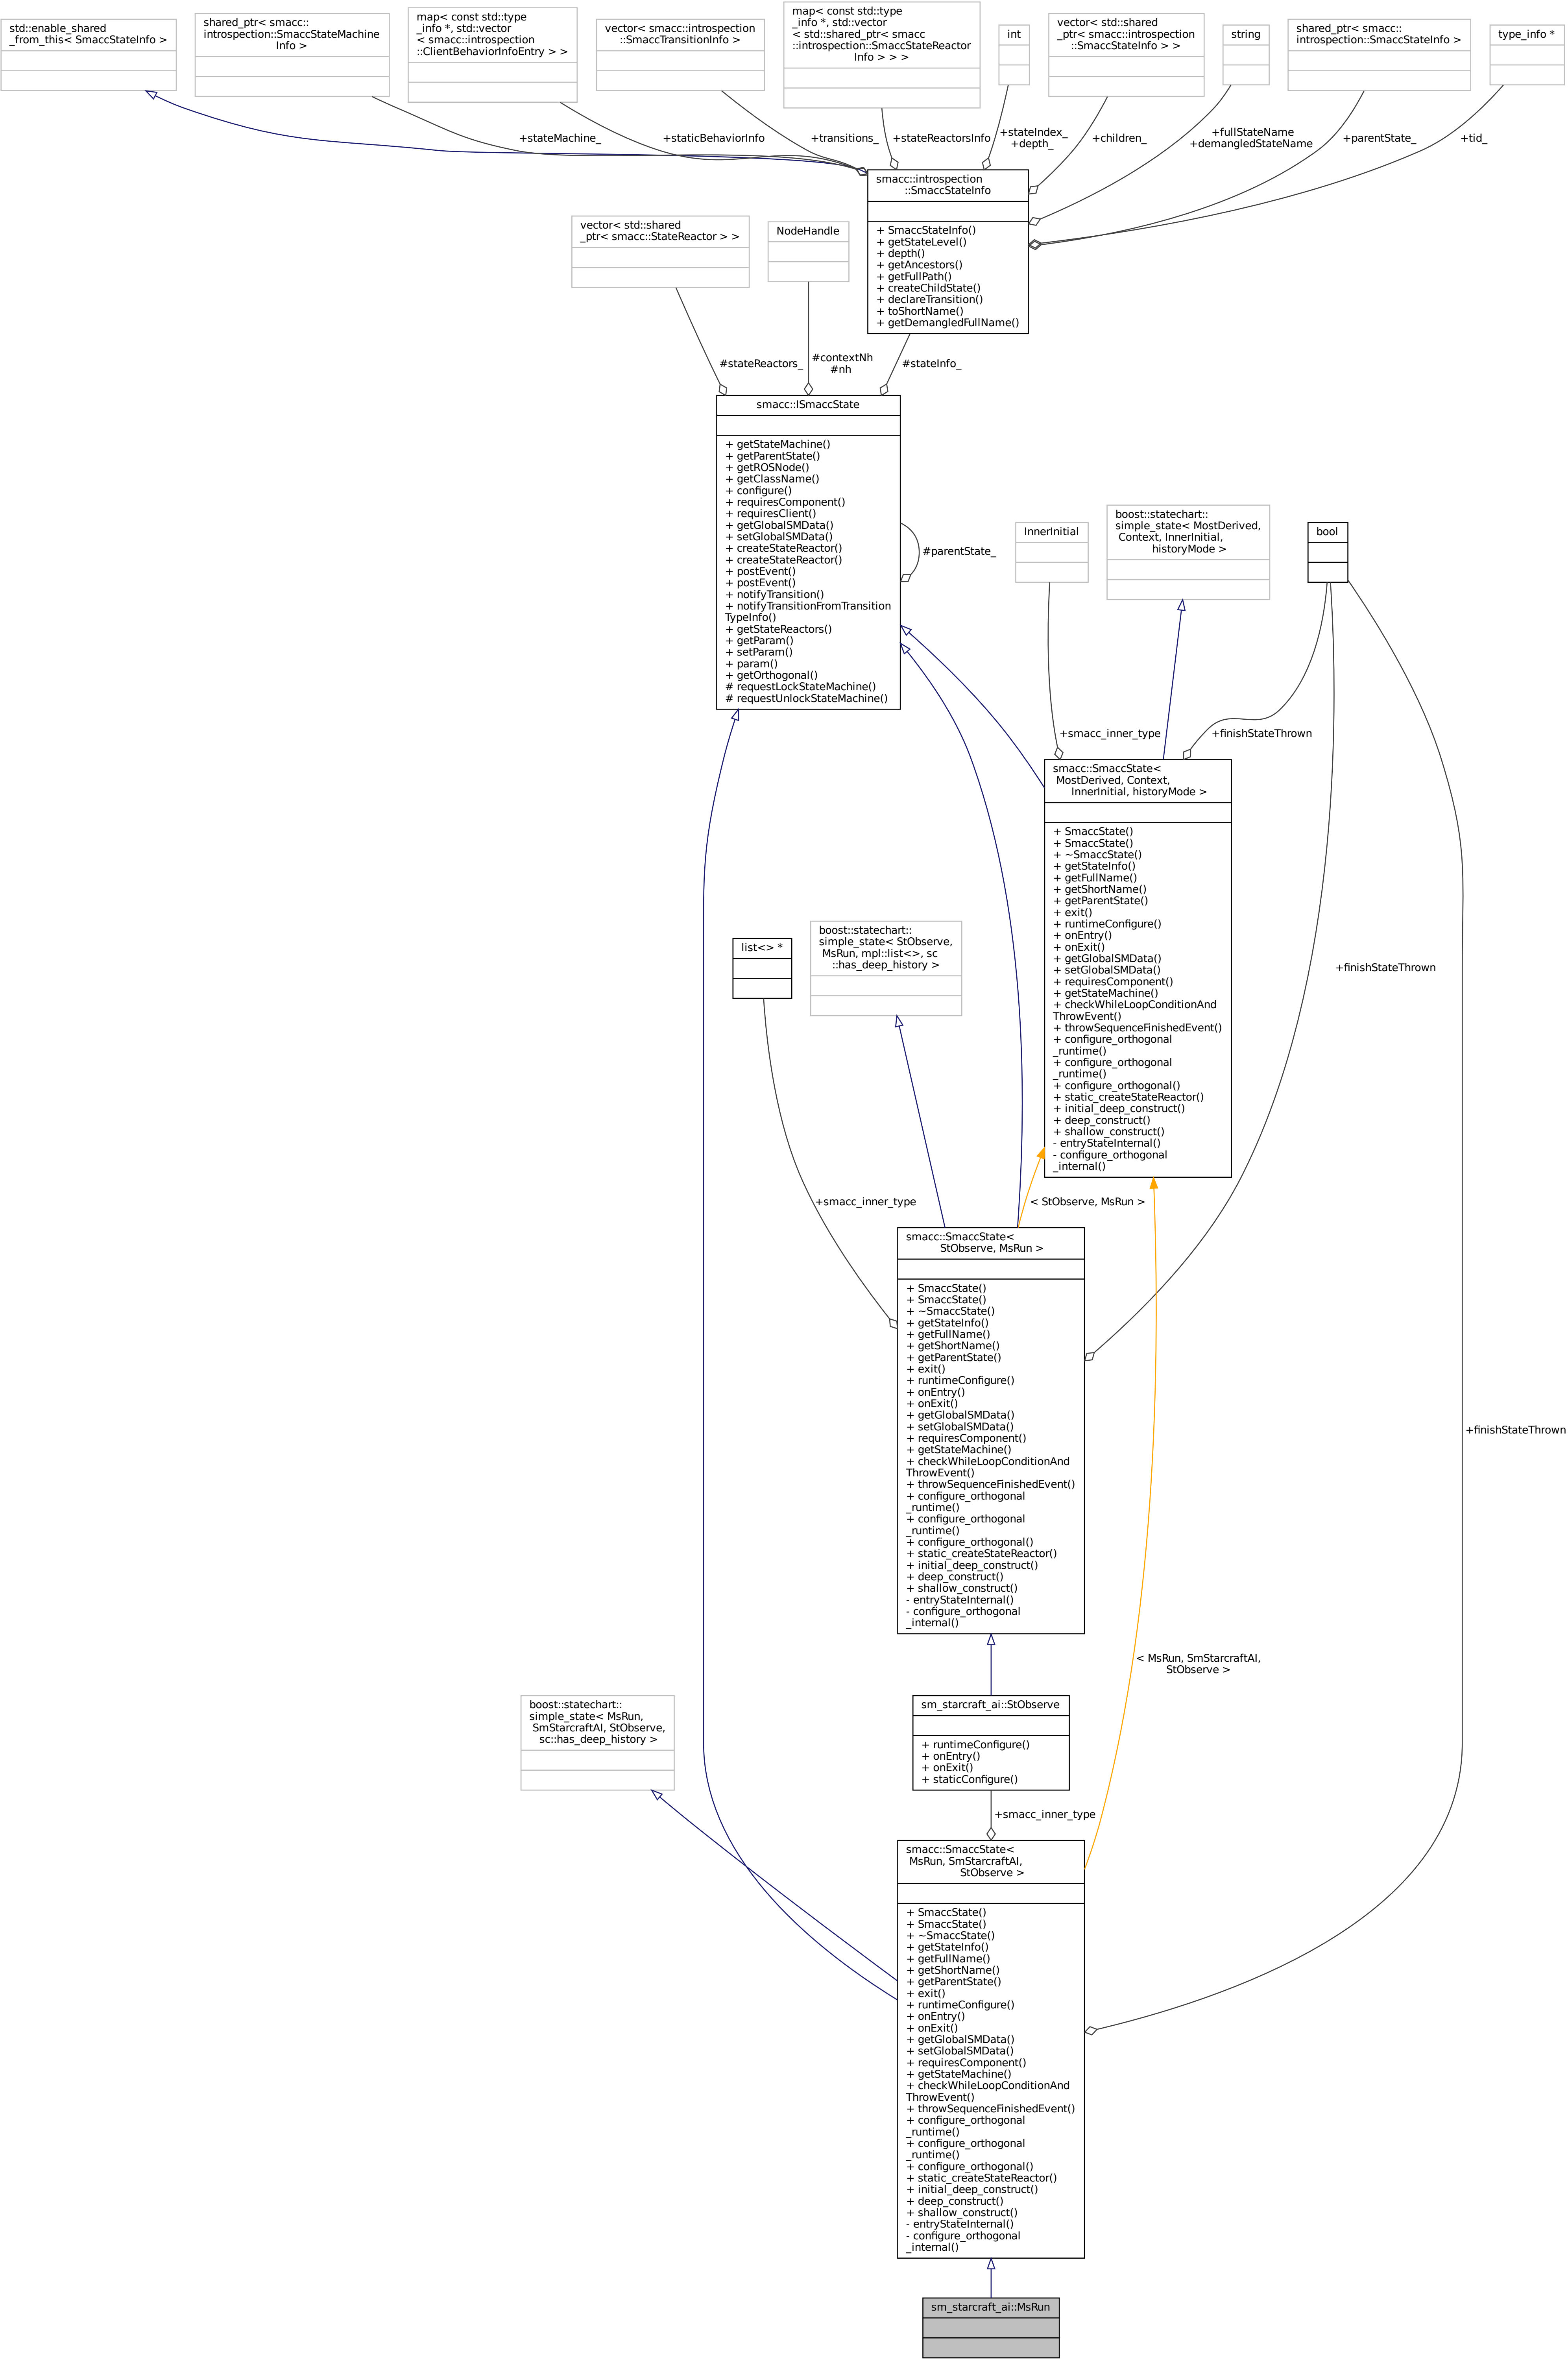 std::enable_shared
_from_this< SmaccStateInfo >
shared_ptr< smacc::
introspection::SmaccStateMachine
Info >
map< const std::type
_info *, std::vector
< smacc::introspection
::ClientBehaviorInfoEntry > >
vector< smacc::introspection
::SmaccTransitionInfo >
map< const std::type
_info *, std::vector
< std::shared_ptr< smacc
::introspection::SmaccStateReactor
Info > > >
int
vector< std::shared
_ptr< smacc::introspection
::SmaccStateInfo > >
string
shared_ptr< smacc::
introspection::SmaccStateInfo >
type_info *
+stateMachine_
+staticBehaviorInfo
+transitions_
+stateReactorsInfo
+stateIndex_
+depth_
+children_
+fullStateName
+demangledStateName
+parentState_
+tid_
smacc::introspection
::SmaccStateInfo
+ SmaccStateInfo()
+ getStateLevel()
+ depth()
+ getAncestors()
+ getFullPath()
+ createChildState()
+ declareTransition()
+ toShortName()
+ getDemangledFullName()
vector< std::shared
_ptr< smacc::StateReactor > >
NodeHandle
#stateReactors_
#contextNh
#nh
#stateInfo_
smacc::ISmaccState
+ getStateMachine()
+ getParentState()
+ getROSNode()
+ getClassName()
+ configure()
+ requiresComponent()
+ requiresClient()
+ getGlobalSMData()
+ setGlobalSMData()
+ createStateReactor()
+ createStateReactor()
+ postEvent()
+ postEvent()
+ notifyTransition()
+ notifyTransitionFromTransition
TypeInfo()
+ getStateReactors()
+ getParam()
+ setParam()
+ param()
+ getOrthogonal()
# requestLockStateMachine()
# requestUnlockStateMachine()
#parentState_
InnerInitial
boost::statechart::
simple_state< MostDerived,
Context, InnerInitial,
historyMode >
bool
+smacc_inner_type
+finishStateThrown
smacc::SmaccState<
MostDerived, Context,
InnerInitial, historyMode >
+ SmaccState()
+ SmaccState()
+ ~SmaccState()
+ getStateInfo()
+ getFullName()
+ getShortName()
+ getParentState()
+ exit()
+ runtimeConfigure()
+ onEntry()
+ onExit()
+ getGlobalSMData()
+ setGlobalSMData()
+ requiresComponent()
+ getStateMachine()
+ checkWhileLoopConditionAnd
ThrowEvent()
+ throwSequenceFinishedEvent()
+ configure_orthogonal
_runtime()
+ configure_orthogonal
_runtime()
+ configure_orthogonal()
+ static_createStateReactor()
+ initial_deep_construct()
+ deep_construct()
+ shallow_construct()
- entryStateInternal()
- configure_orthogonal
_internal()
list<> *
boost::statechart::
simple_state< StObserve,
MsRun, mpl::list<>, sc
::has_deep_history >
+finishStateThrown
+smacc_inner_type
< StObserve, MsRun >
smacc::SmaccState<
StObserve, MsRun >
+ SmaccState()
+ SmaccState()
+ ~SmaccState()
+ getStateInfo()
+ getFullName()
+ getShortName()
+ getParentState()
+ exit()
+ runtimeConfigure()
+ onEntry()
+ onExit()
+ getGlobalSMData()
+ setGlobalSMData()
+ requiresComponent()
+ getStateMachine()
+ checkWhileLoopConditionAnd
ThrowEvent()
+ throwSequenceFinishedEvent()
+ configure_orthogonal
_runtime()
+ configure_orthogonal
_runtime()
+ configure_orthogonal()
+ static_createStateReactor()
+ initial_deep_construct()
+ deep_construct()
+ shallow_construct()
- entryStateInternal()
- configure_orthogonal
_internal()
+finishStateThrown
< MsRun, SmStarcraftAI,
StObserve >
boost::statechart::
simple_state< MsRun,
SmStarcraftAI, StObserve,
sc::has_deep_history >
sm_starcraft_ai::StObserve
+ runtimeConfigure()
+ onEntry()
+ onExit()
+ staticConfigure()
+smacc_inner_type
smacc::SmaccState<
MsRun, SmStarcraftAI,
StObserve >
+ SmaccState()
+ SmaccState()
+ ~SmaccState()
+ getStateInfo()
+ getFullName()
+ getShortName()
+ getParentState()
+ exit()
+ runtimeConfigure()
+ onEntry()
+ onExit()
+ getGlobalSMData()
+ setGlobalSMData()
+ requiresComponent()
+ getStateMachine()
+ checkWhileLoopConditionAnd
ThrowEvent()
+ throwSequenceFinishedEvent()
+ configure_orthogonal
_runtime()
+ configure_orthogonal
_runtime()
+ configure_orthogonal()
+ static_createStateReactor()
+ initial_deep_construct()
+ deep_construct()
+ shallow_construct()
- entryStateInternal()
- configure_orthogonal
_internal()
sm_starcraft_ai::MsRun